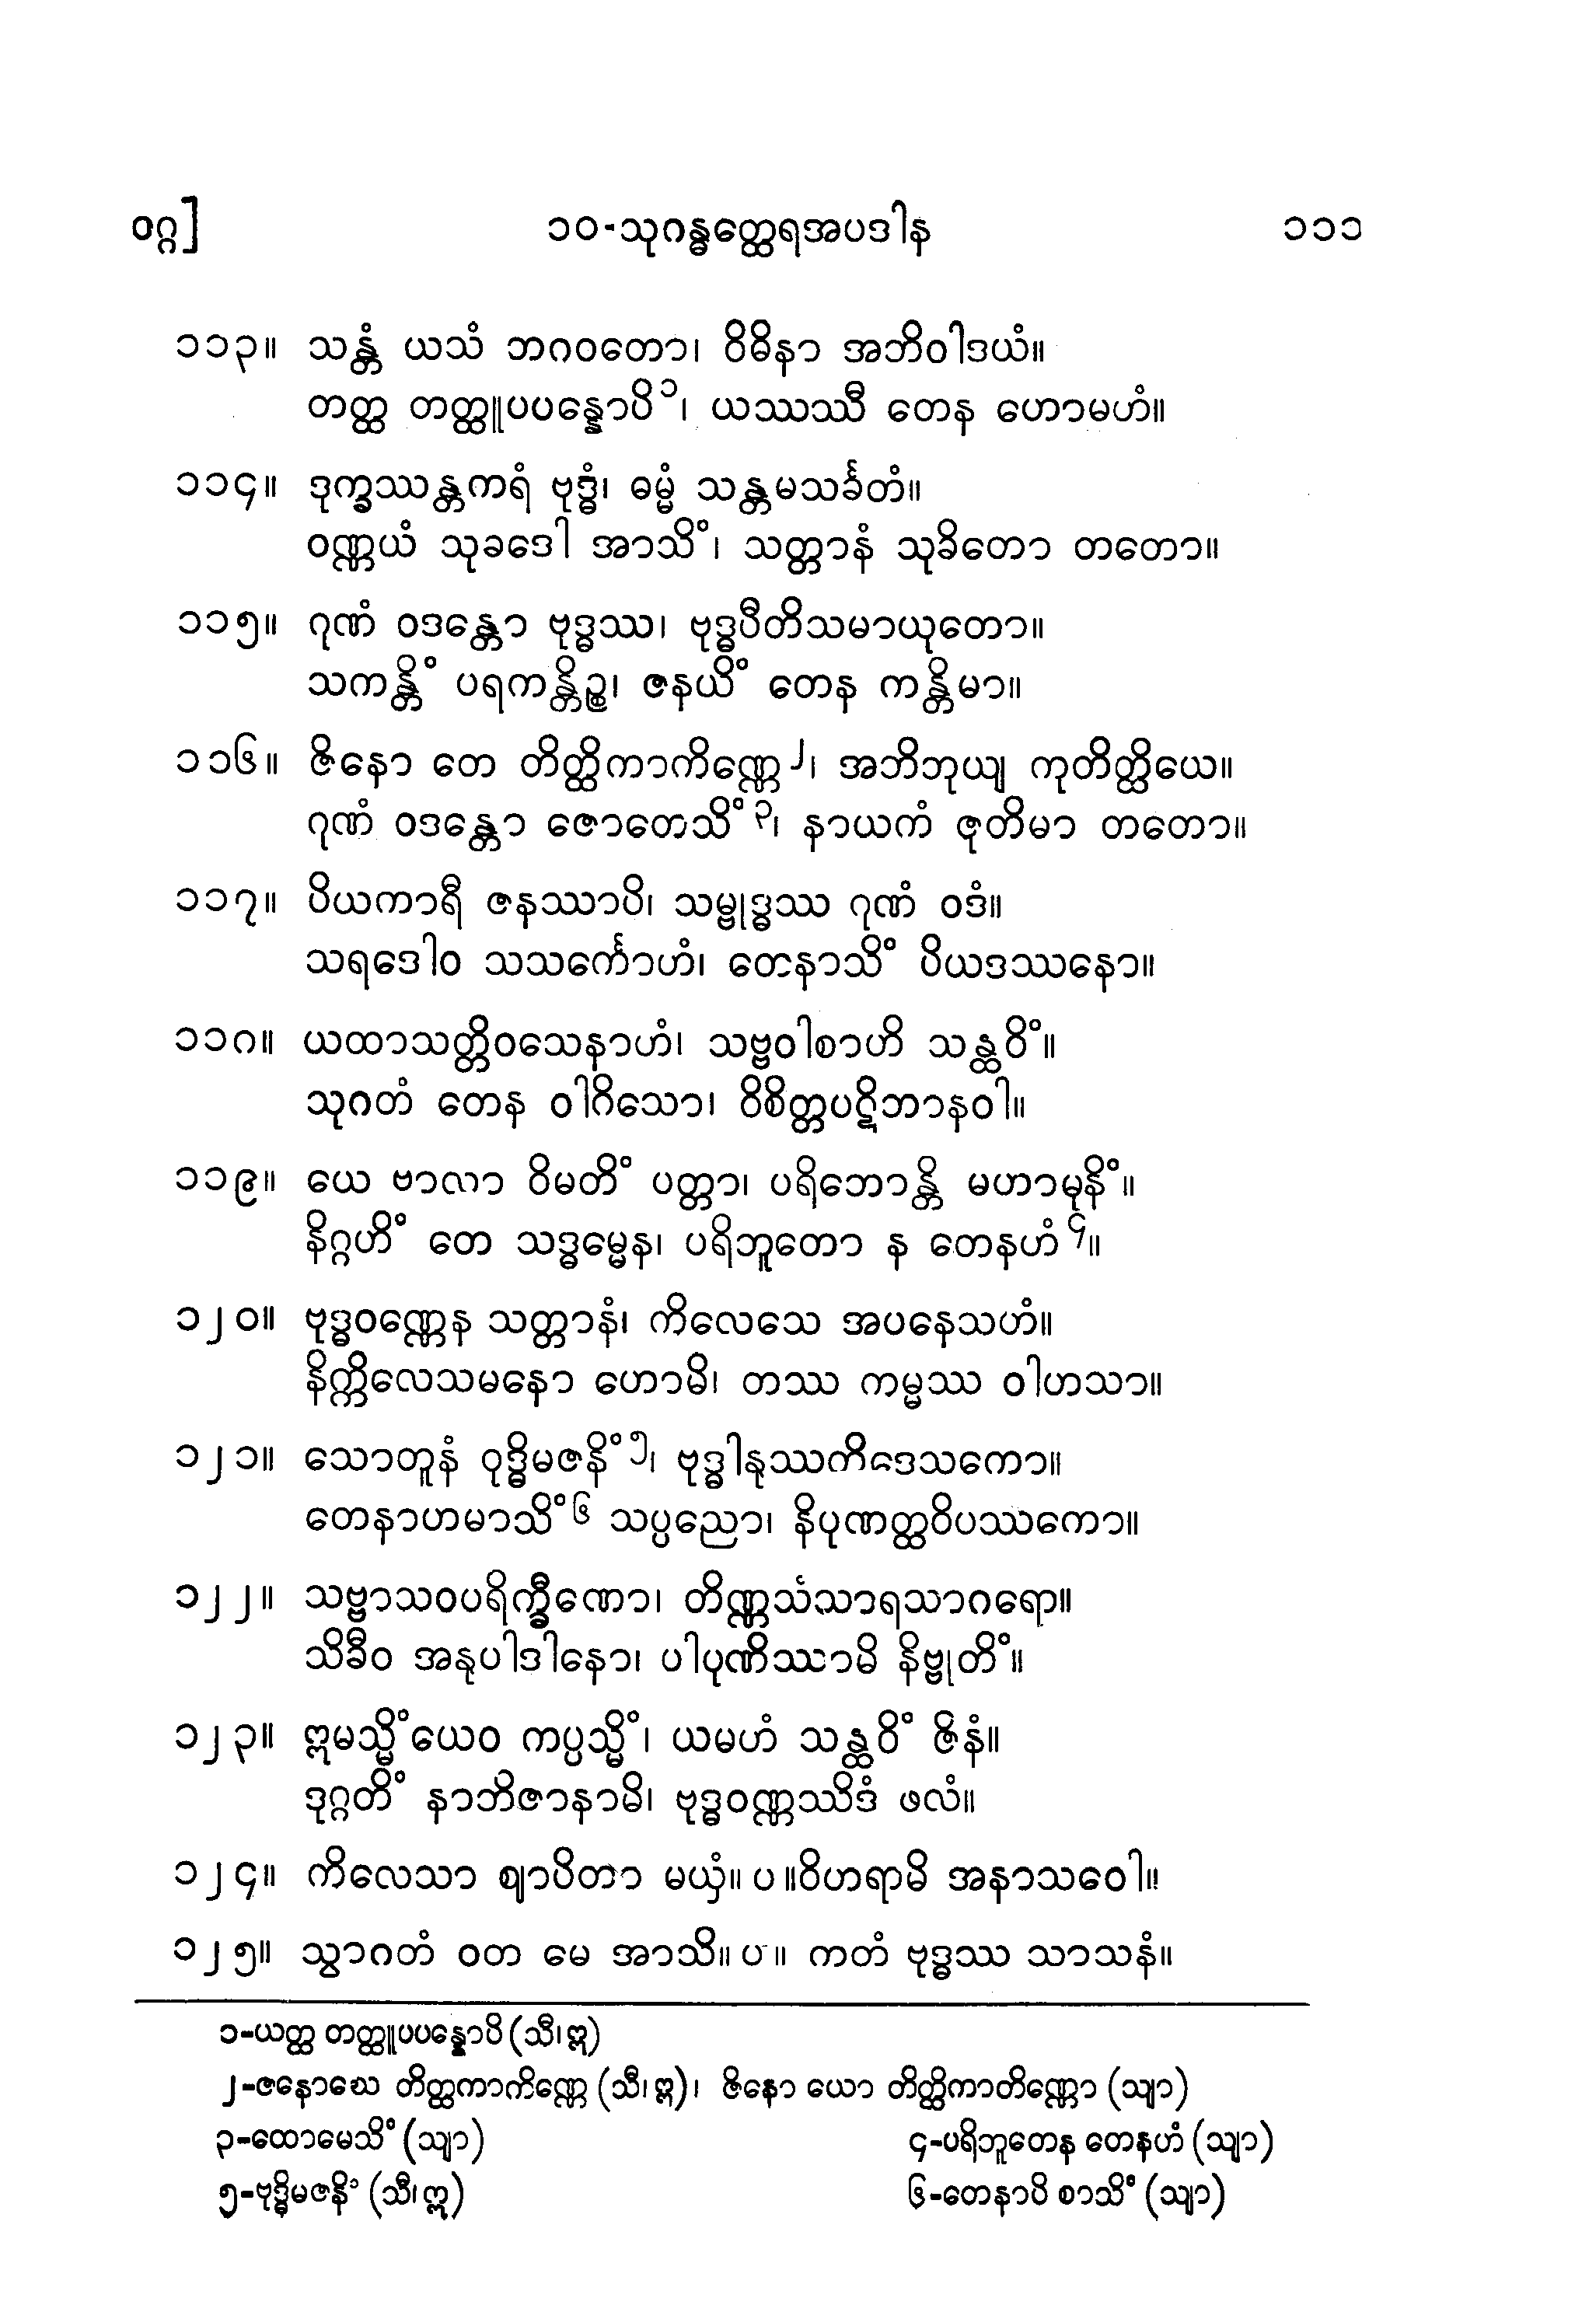 ဝဂ္ဂ]	၁၀-သုဂန္ဓတ္ထေရအပဒါန	၁၁၁
၁၁၃။ သန္တံ ယသံ ဘဂဝတော၊ ဝိဓိနာ အဘိဝါဒယံ။
တတ္ထ တတ္ထူပပန္နောပိ၁၊ ယဿဿီ တေန ဟောမဟံ။
၁၁၄။ ဒုက္ခဿန္တကရံ ဗုဒ္ဓံ၊ ဓမ္မံ သန္တမသင်္ခတံ။
ဝဏ္ဏယံ သုခဒေါ အာသိံ၊ သတ္တာနံ သုခိတော တတော။
၁၁၅။ ဂုဏံ ဝဒန္တော ဗုဒ္ဓဿ၊ ဗုဒ္ဓပီတိသမာယုတော။
သကန္တိံ ပရကန္တိဉ္စ၊ ဇနယိံ တေန ကန္တိမာ။
၁၁၆။ ဇိနော တေ တိတ္ထိကာကိဏ္ဏေ၂၊ အဘိဘုယျ ကုတိတ္ထိယေ။
ဂုဏံ ဝဒန္တော ဇောတေသိံ၃၊ နာယကံ ဇုတိမာ တတော။
၁၁၇။ ပိယကာရီ ဇနဿာပိ၊ သမ္ဗုဒ္ဓဿ ဂုဏံ ဝဒံ။
သရဒေါဝ သသင်္ကောဟံ၊ တေနာသိံ ပိယဒဿနော။
၁၁၈။ ယထာသတ္တိဝသေနာဟံ၊ သဗ္ဗဝါစာဟိ သန္ထဝိံ။
သုဂတံ တေန ဝါဂိသော၊ ဝိစိတ္တပဋိဘာနဝါ။
၁၁၉။ ယေ ဗာလာ ဝိမတိံ ပတ္တာ၊ ပရိဘောန္တိ မဟာမုနိံ။
နိဂ္ဂဟိံ တေ သဒ္ဓမ္မေန၊ ပရိဘူတော န တေနဟံ၄။
၁၂၀။ ဗုဒ္ဓဝဏ္ဏေန သတ္တာနံ၊ ကိလေသေ အပနေသဟံ။
နိက္ကိလေသမနော ဟောမိ၊ တဿ ကမ္မဿ ဝါဟသာ။
၁၂၁။ သောတူနံ ဝုဒ္ဓိမဇနိံ၅၊ ဗုဒ္ဓါနုဿတိဒေသကော။
တေနာဟမာသိံ၆ သပ္ပညော၊ နိပုဏတ္ထဝိပဿကော။
၁၂၂။ သဗ္ဗာသဝပရိက္ခီဏော၊ တိဏ္ဏသံသာရသာဂရော။
သိခီဝ အနုပါဒါနော၊ ပါပုဏိဿာမိ နိဗ္ဗုတိံ။
၁၂၃။ ဣမသ္မိံယေဝ ကပ္ပသ္မိံ၊ ယမဟံ သန္ထဝိံ ဇိနံ။
ဒုဂ္ဂတိံ နာဘိဇာနာမိ၊ ဗုဒ္ဓဝဏ္ဏဿိဒံ ဖလံ။
၁၂၄။ ကိလေသာ ဈာပိတာ မယှံ။ ပ ။ဝိဟရာမိ အနာသဝေါ။
၁၂၅။ သွာဂတံ ဝတ မေ အာသိ။ ပ ။ ကတံ ဗုဒ္ဓဿ သာသနံ။
၁-ယတ္ထ တတ္ထူပပန္နောပိ (သီ၊ ဣ)
၂-ဇနောဃေ တိတ္ထကာကိဏ္ဏေ (သီ၊ ဣ)၊ ဇိနော ယော တိတ္ထိကာတိဏ္ဏော (သျာ)
၃-ထောမေသိံ (သျာ)	၄-ပရိဘူတေန တေနဟံ (သျာ)
၅-ဗုဒ္ဓိမဇနိံ (သီ၊ ဣ)	၆-တေနာပိ စာသိံ (သျာ)